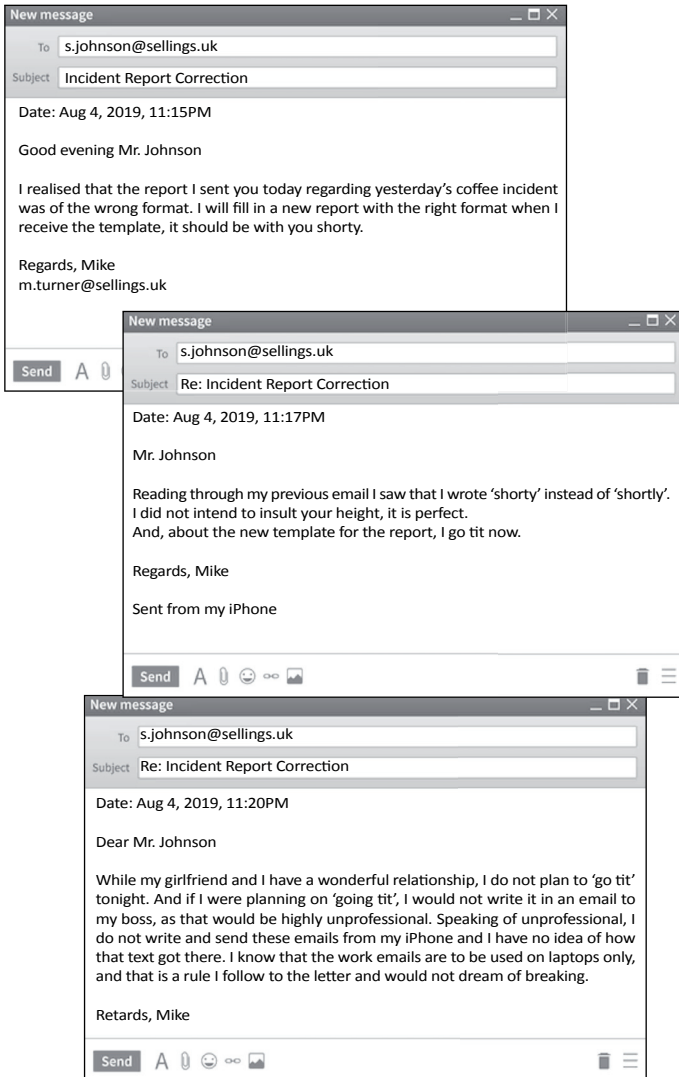 New message
To s.johnson@sellings.uk
Subject Incident Report Correction
Date: Aug 4, 2019, 11:15PM
Good evening Mr. Johnson
I realised that the report I sent you today regarding yesterday’s coffee incident
was of the wrong format. I will fill in a new report with the right format when I
receive the template, it should be with you shorty.
Regards, Mike
m.turner@sellings.uk
Send A
New message
To s.johnson@sellings.uk
Subject Re: Incident Report Correction
Date: Aug 4, 2019, 11:17PM
Mr. Johnson
Reading through my previous email I saw that I wrote ‘shorty’ instead of ‘shortly’.
I did not intend to insult your height, it is perfect.
And, about the new template for the report, I go tit now.
Regards, Mike
Sent from my iPhone
Send A
New message
To s.johnson@sellings.uk
Subject Re: Incident Report Correction
Date: Aug 4, 2019, 11:20PM
Dear Mr. Johnson
While my girlfriend and I have a wonderful relationship, I do not plan to ‘go tit’
tonight. And if I were planning on ‘going tit’, I would not write it in an email to
my boss, as that would be highly unprofessional. Speaking of unprofessional, I
do not write and send these emails from my iPhone and I have no idea of how
that text got there. I know that the work emails are to be used on laptops only,
and that is a rule I follow to the letter and would not dream of breaking.
Retards, Mike
Send A